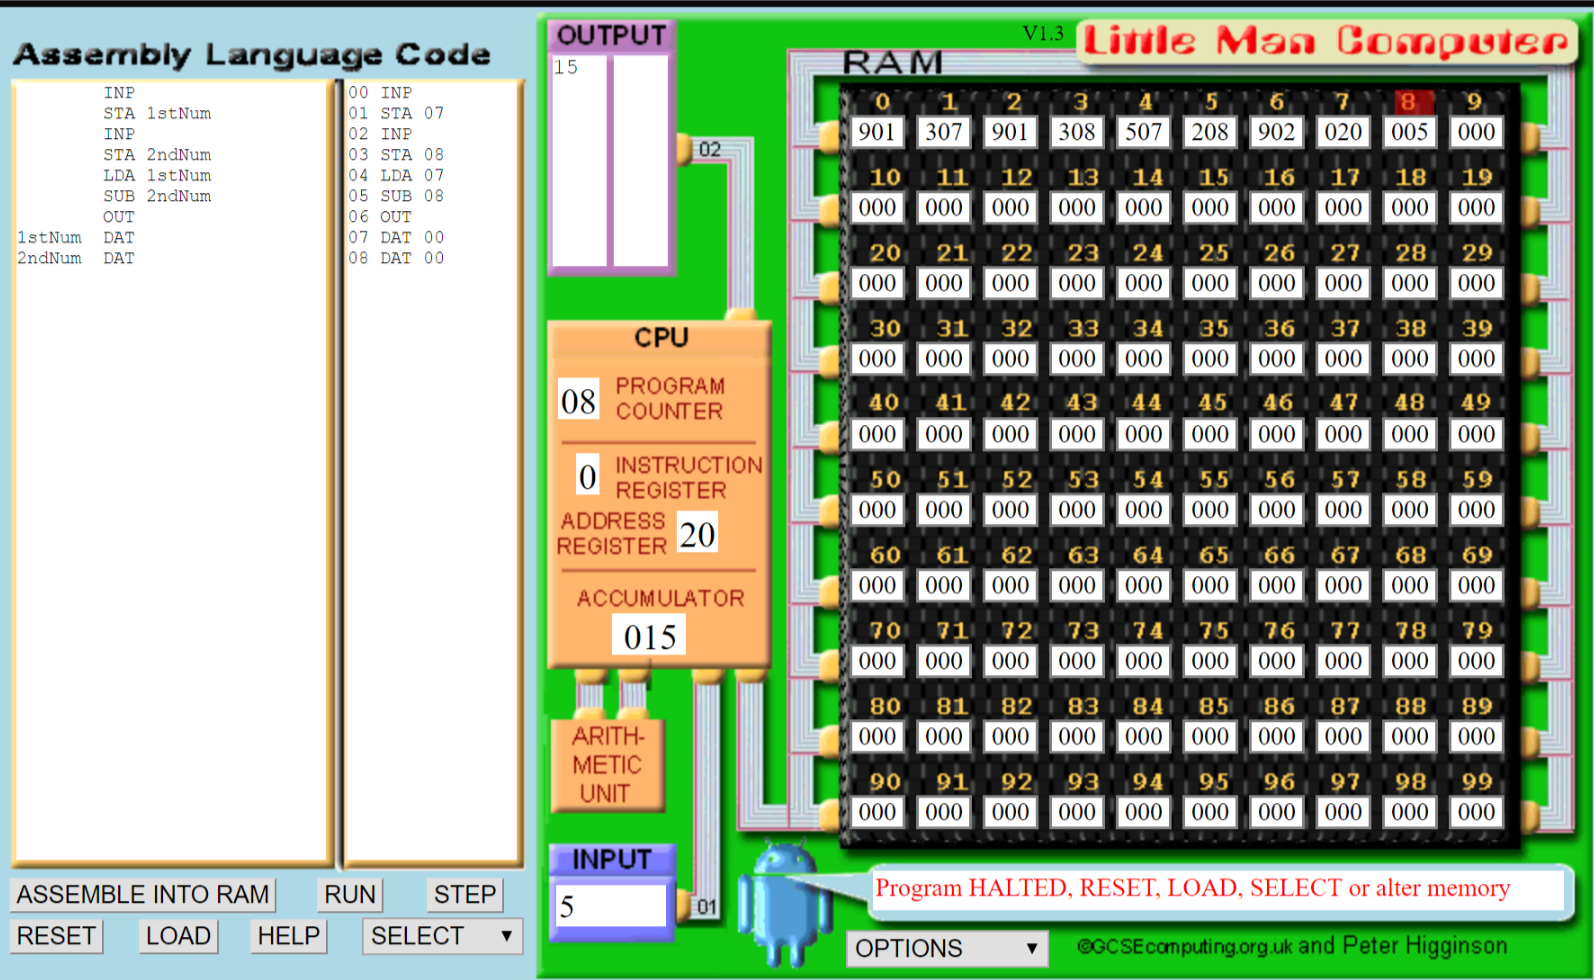 Assembly Language Code
INP
STA 1stNum
INP
STA 2ndNum
LDA 1stNum
SUB 2ndNum
OUT
1stNum DAT
2ndNum DAT
00 INP
01 STA 07
02 INP
03 STA 08
04 LDA 07
05 SUB 08
06 OUT
07 DAT 00
08 DAT 00
ASSEMBLE INTO RAM RUN STEP
RESET LOAD HELP SELECT
OUTPUT
15
02
CPU
08 PROGRAM
COUNTER
0 INSTRUCTION
REGISTER
ADDRESS
REGISTER 20
ACCUMULATOR
015
ARITH-
METIC
UNIT
INPUT
5
01
V1.3 Little Man Computer
RAM
0 1 2 3 4 5 6 7 8 9
901 307 901 308 507 208 902 020 005 000
10 11 12 13 14 15 16 17 18 19
000 000 000 000 000 000 000 000 000 000
20 21 22 23 24 25 26 27 28 29
000 000 000 000 000 000 000 000 000 000
30 31 32 33 34 35 36 37 38 39
000 000 000 000 000 000 000 000 000 000
40 41 42 43 44 45 46 47 48 49
000 000 000 000 000 000 000 000 000 000
50 51 52 53 54 55 56 57 58 59
000 000 000 000 000 000 000 000 000 000
60 61 62 63 64 65 66 67 68 69
000 000 000 000 000 000 000 000 000 000
70 71 72 73 74 75 76 77 78 79
000 000 000 000 000 000 000 000 000 000
80 81 82 83 84 85 86 87 88 89
000 000 000 000 000 000 000 000 000 000
90 91 92 93 94 95 96 97 98 99
000 000 000 000 000 000 000 000 000 000
Program HALTED, RESET, LOAD, SELECT or alter memory
OPTIONS
©GCSEcomputing.org.uk and Peter Higginson